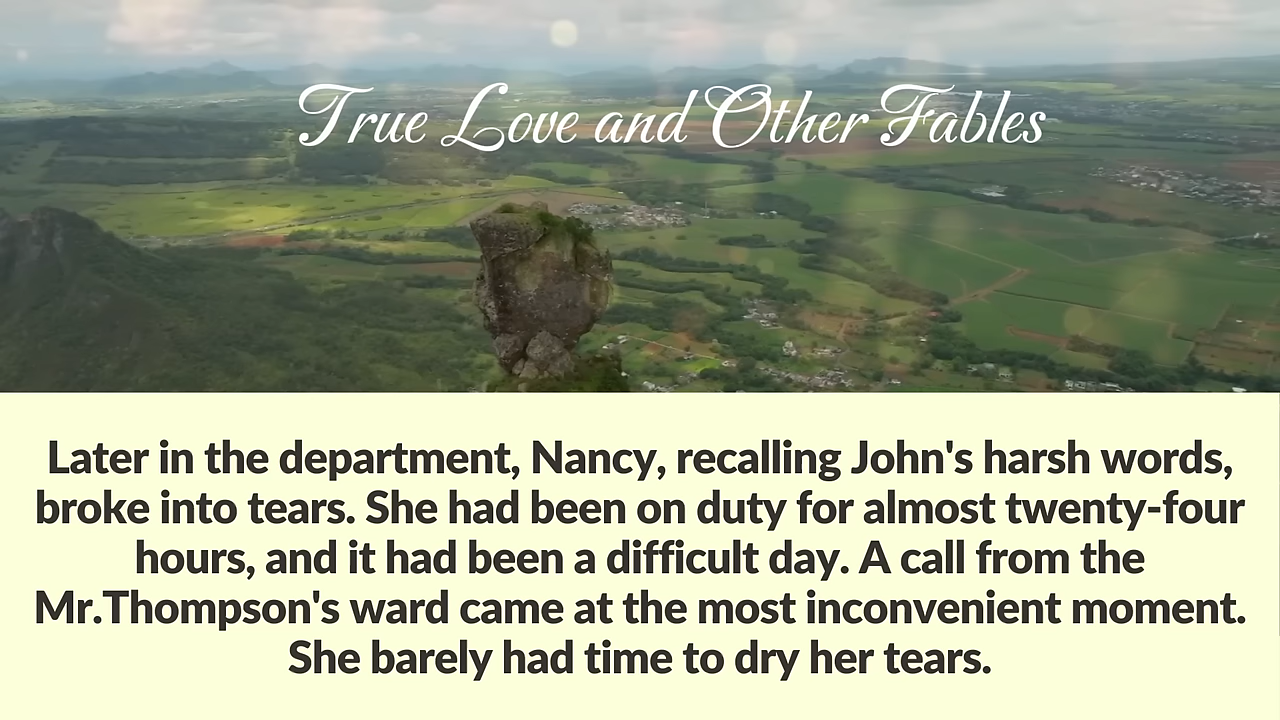 True Love and Other Fables
Later in the department, Nancy, recalling John's harsh words,
broke into tears. She had been on duty for almost twenty-four
hours, and it had been a difficult day. A call from the
Mr.Thompson's ward came at the most inconvenient moment.
She barely had time to dry her tears.